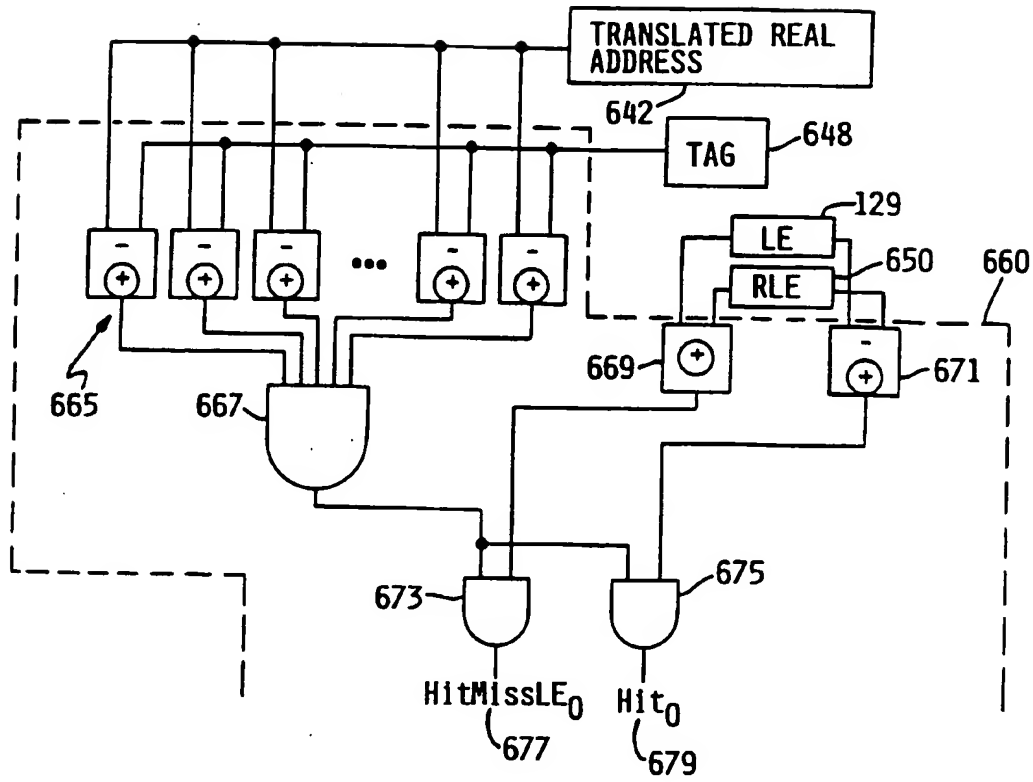 TRANSLATED REAL
ADDRESS
642
TAG
648
129
LE
650
RLE
660
- - - ... - -
+ + + + +
665
667
669
+
-
+
671
673
675
HitMissLE0
Hit0
677
679